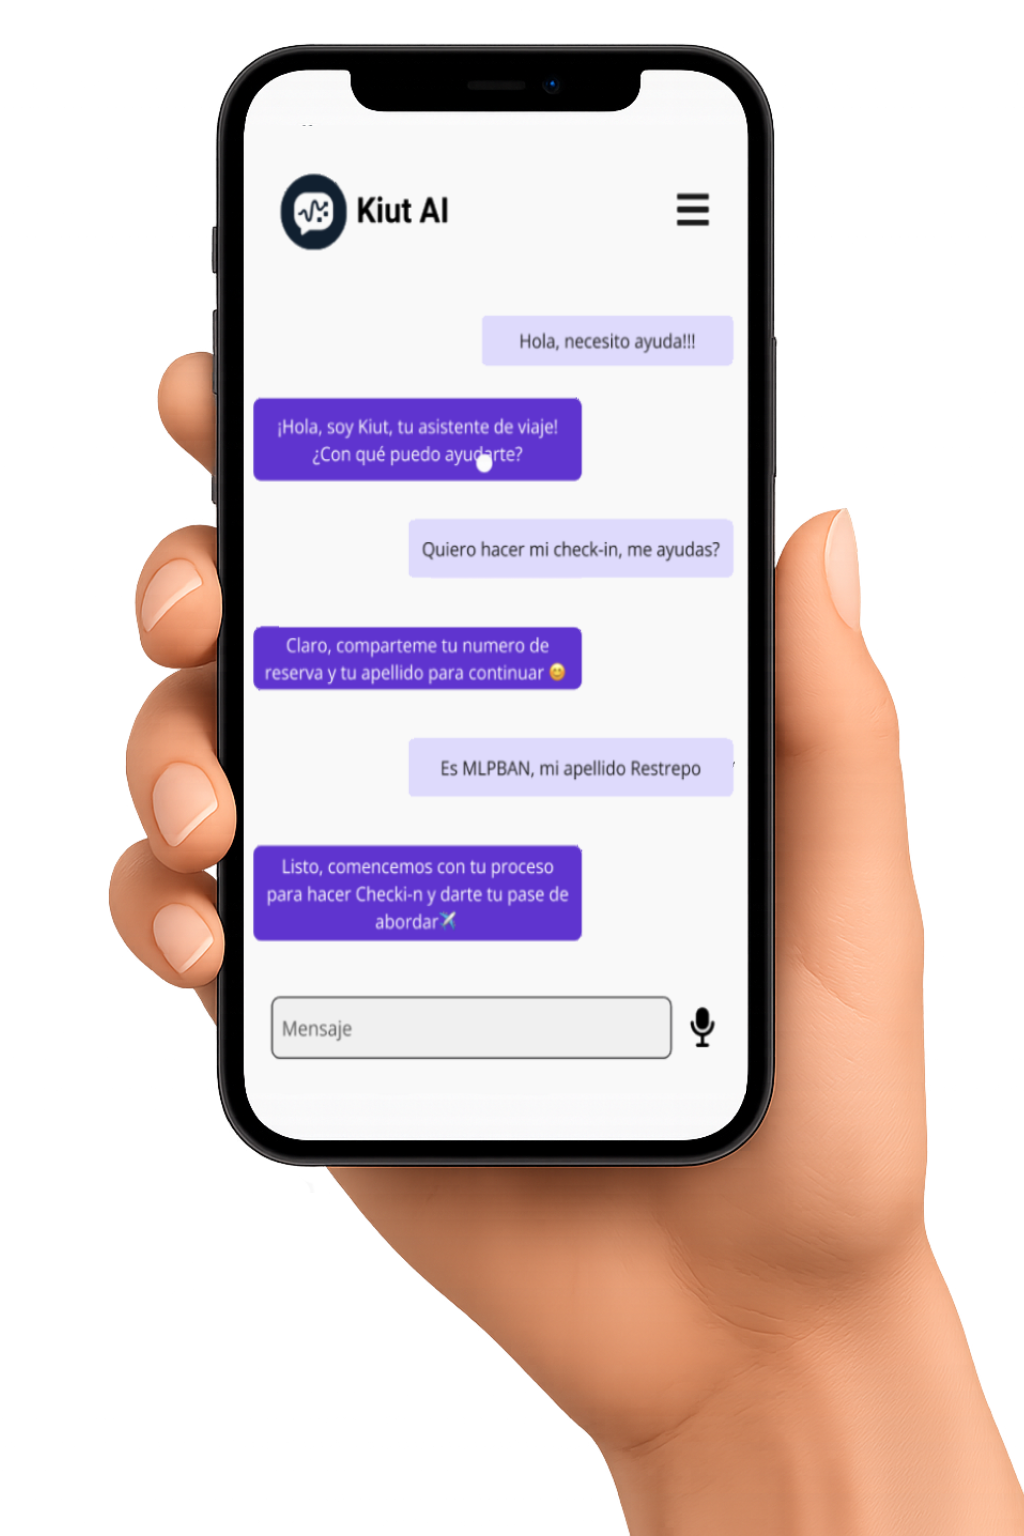 Kiut AI
Hola, necesito ayuda!!!
¡Hola, soy Kiut, tu asistente de viaje!
¿Con qué puedo ayudarte?
Quiero hacer mi check-in, me ayudas?
Claro, comparteme tu numero de
reserva y tu apellido para continuar 😊
Es MLPBAN, mi apellido Restrepo
Listo, comencemos con tu proceso
para hacer Checki-n y darte tu pase de
abordar✈️
Mensaje